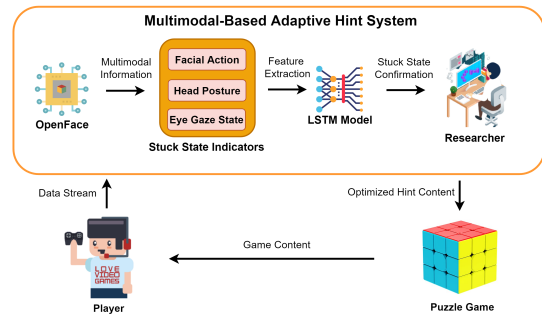 Multimodal-Based Adaptive Hint System
Multimodal
Information
Facial Action
Head Posture
Eye Gaze State
Stuck State Indicators
Feature
Extraction
Stuck State
Confirmation
OpenFace
LSTM Model
Researcher
Data Stream
Optimized Hint Content
Game Content
LOVE
VIDEO
GAMES
Player
Puzzle Game